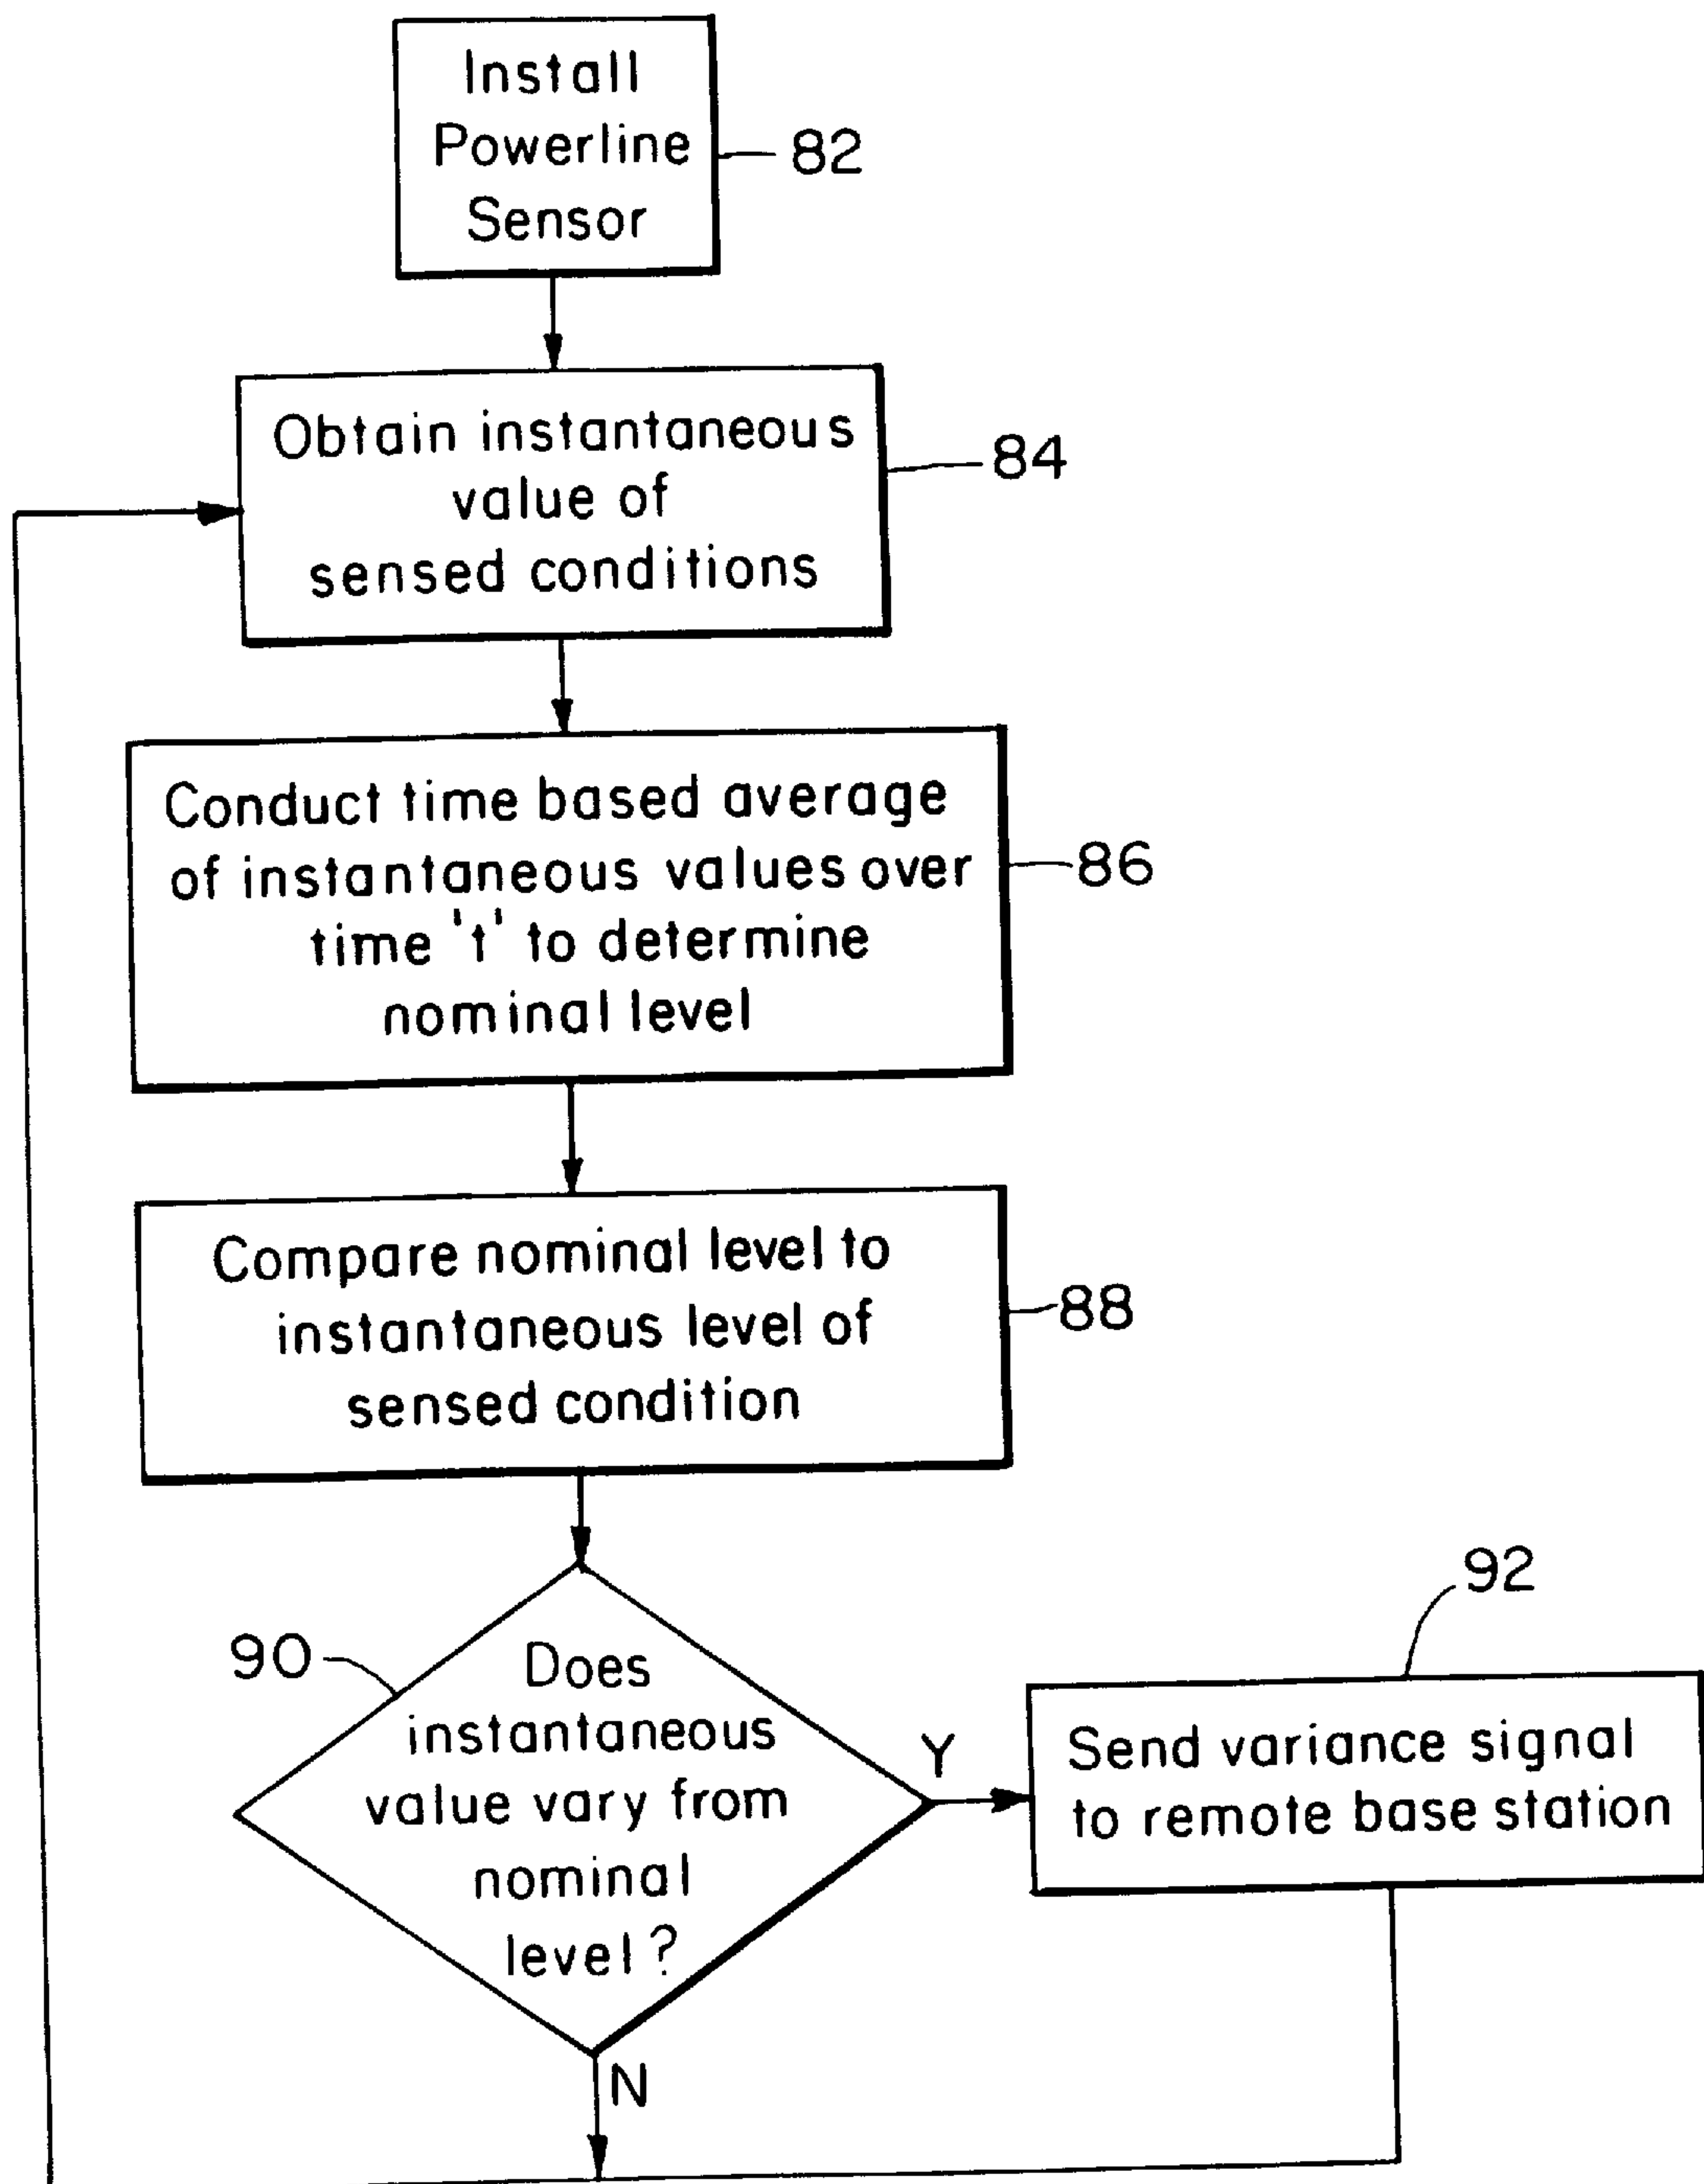 Install
Powerline
Sensor
82
Obtain instantaneous
value of
sensed conditions
84
Conduct time based average
of instantaneous values over
time 't' to determine
nominal level
86
Compare nominal level to
instantaneous level of
sensed condition
88
90
Does
instantaneous
value vary from
nominal
level?
Y
N
92
Send variance signal
to remote base station